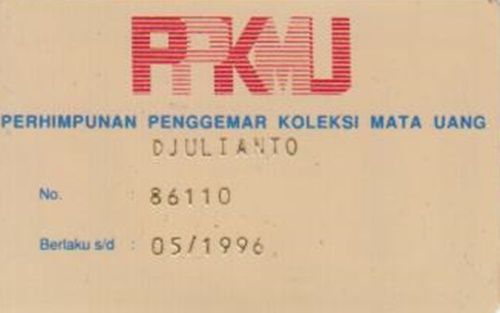 PPKMU
PERHIMPUNAN PENGGEMAR KOLEKSI MATA UANG
DJULIANTO
No. : 86110
Berlaku s/d : 05/1996